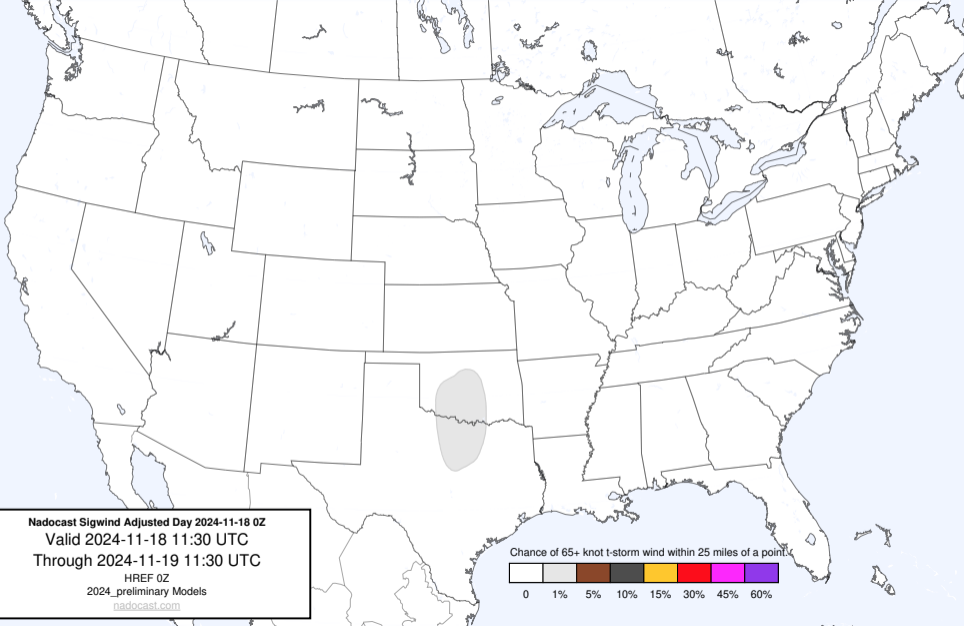 Nadocast Sigwind Adjusted Day 2024-11-18 0Z
Valid 2024-11-18 11:30 UTC
Through 2024-11-19 11:30 UTC
HREF 0Z
2024_preliminary Models
nadocast.com
Chance of 65+ knot t-storm wind within 25 miles of a point.
0 1% 5% 10% 15% 30% 45% 60%